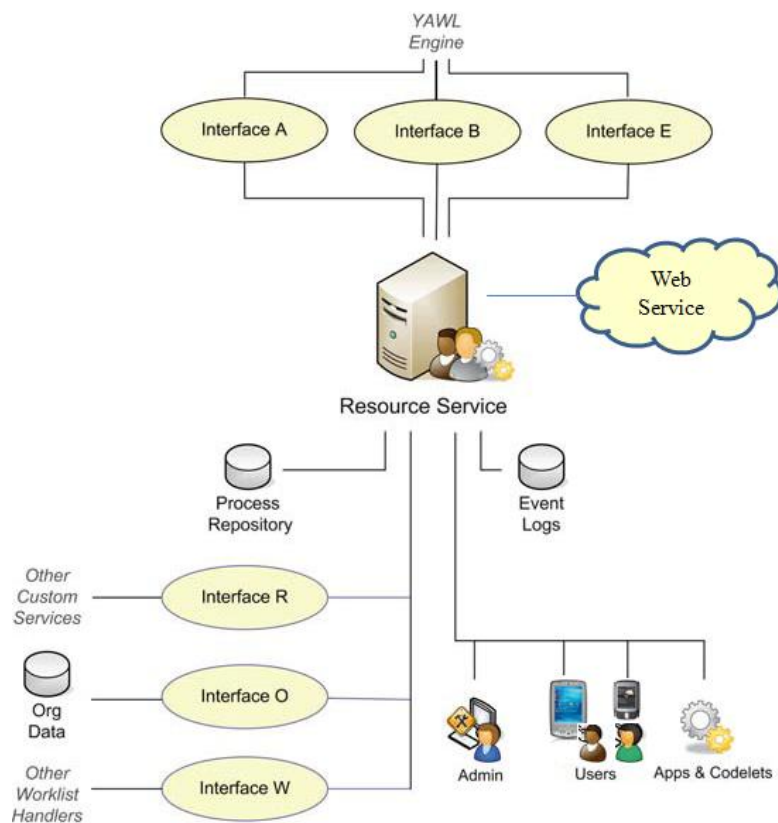 YAWL
Engine
Interface A
Interface B
Interface E
Web
Service
Resource Service
Process
Repository
Event
Logs
Other
Custom
Services
Interface R
Org
Data
Interface O
Other
Worklist
Handlers
Interface W
Admin
Users
Apps & Codelets